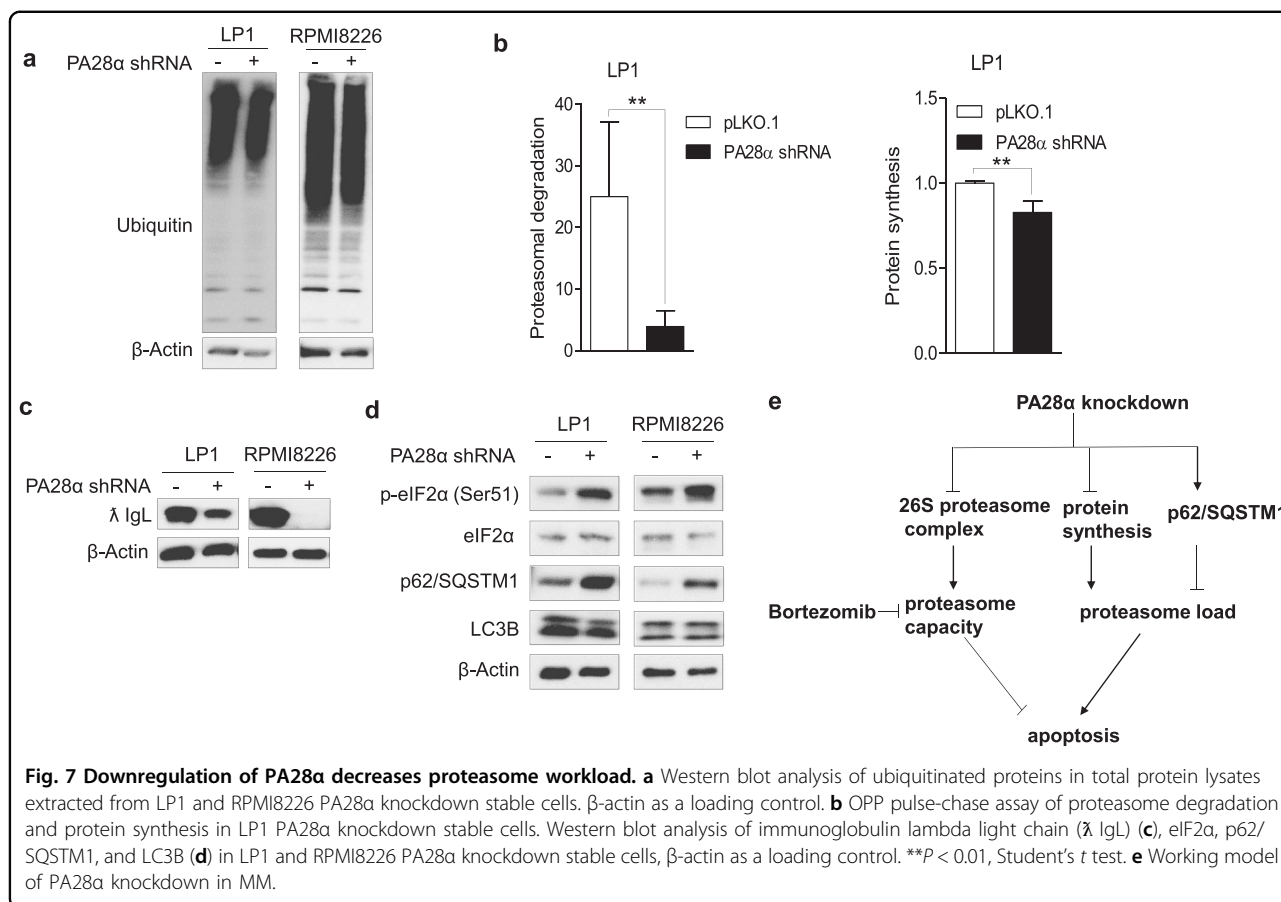 a
LP1 RPMI8226
PA28α shRNA - + - +
Ubiquitin
β-Actin
b
LP1
Proteasomal degradation
40
30
20
10
0
**
pLKO.1
PA28α shRNA
LP1
Protein synthesis
1.5
1.0
0.5
0.0
pLKO.1
PA28α shRNA
**
c
LP1 RPMI8226
PA28α shRNA - + - +
ƛ IgL
β-Actin
d
LP1 RPMI8226
PA28α shRNA - + - +
p-eIF2α (Ser51)
eIF2α
p62/SQSTM1
LC3B
β-Actin
e
PA28α knockdown
26S proteasome
complex
protein
synthesis
p62/SQSTM1
Bortezomib
proteasome
capacity
proteasome load
apoptosis
Fig. 7 Downregulation of PA28α decreases proteasome workload. a Western blot analysis of ubiquitinated proteins in total protein lysates
extracted from LP1 and RPMI8226 PA28α knockdown stable cells. β-actin as a loading control. b OPP pulse-chase assay of proteasome degradation
and protein synthesis in LP1 PA28α knockdown stable cells. Western blot analysis of immunoglobulin lambda light chain (ƛ IgL) (c), eIF2α, p62/
SQSTM1, and LC3B (d) in LP1 and RPMI8226 PA28α knockdown stable cells, β-actin as a loading control. **P < 0.01, Student's t test. e Working model
of PA28α knockdown in MM.